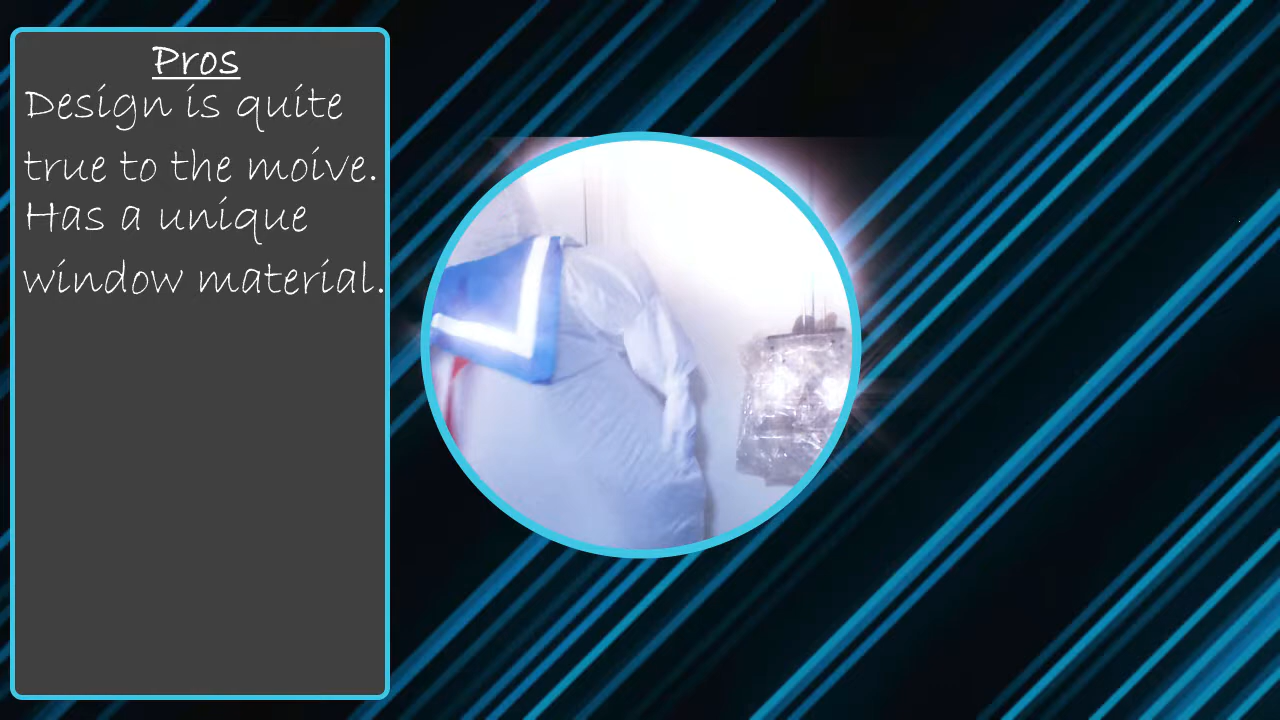 Pros
Design is quite
true to the moive.
Has a unique
window material.